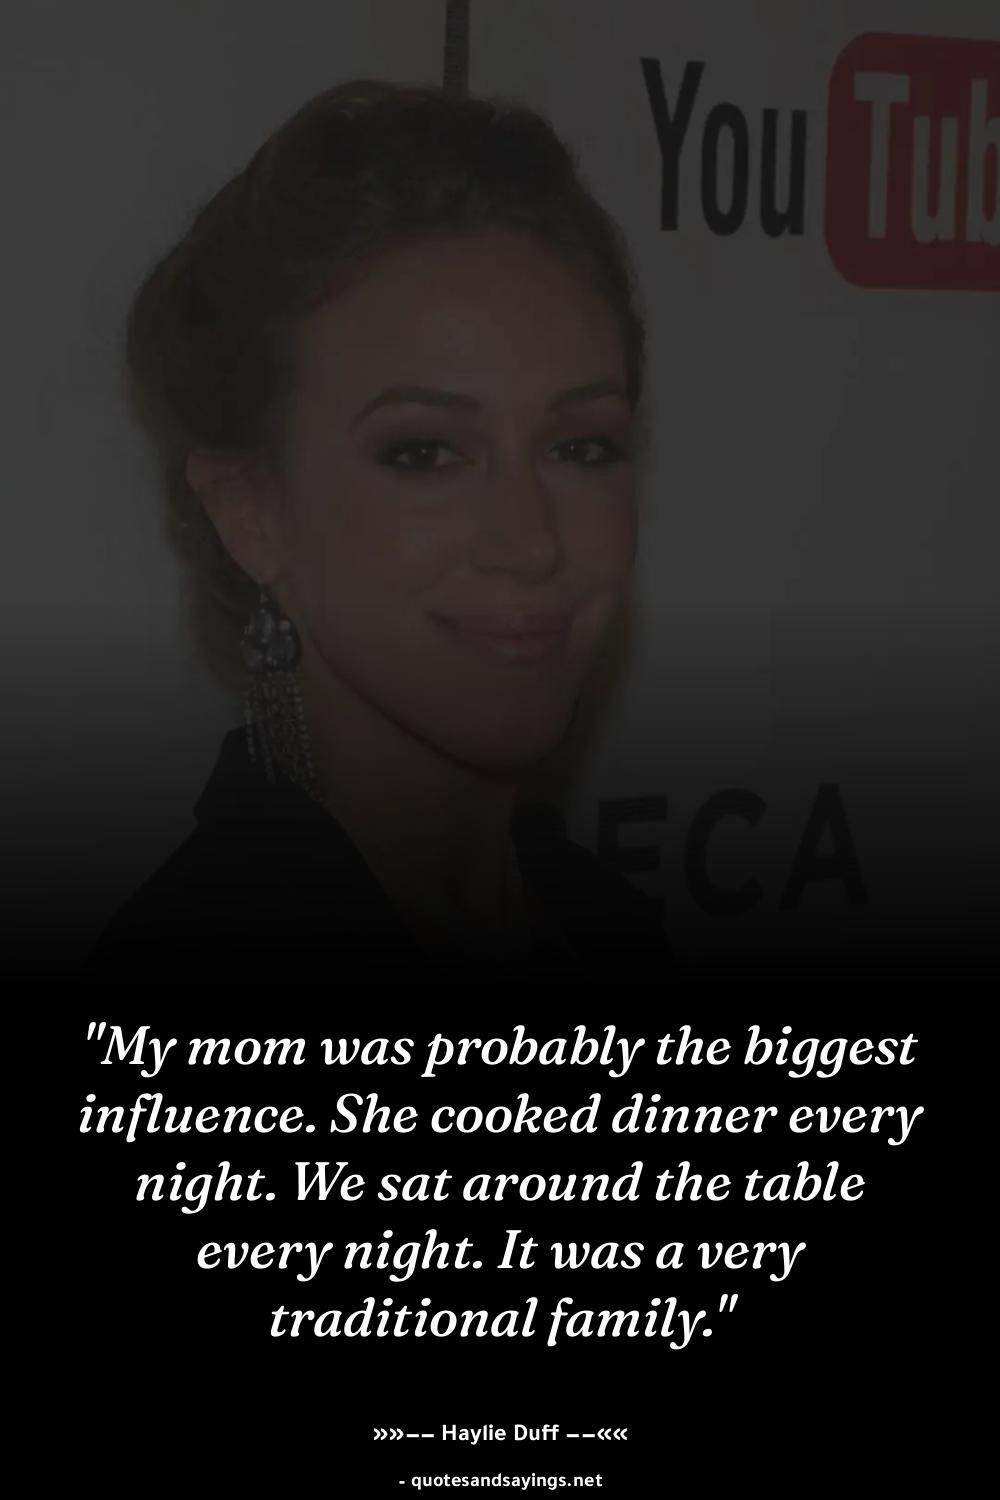 You Tub
ECA
"My mom was probably the biggest
influence. She cooked dinner every
night. We sat around the table
every night. It was a very
traditional family."
»»–– Haylie Duff ––««
- quotesandsayings.net